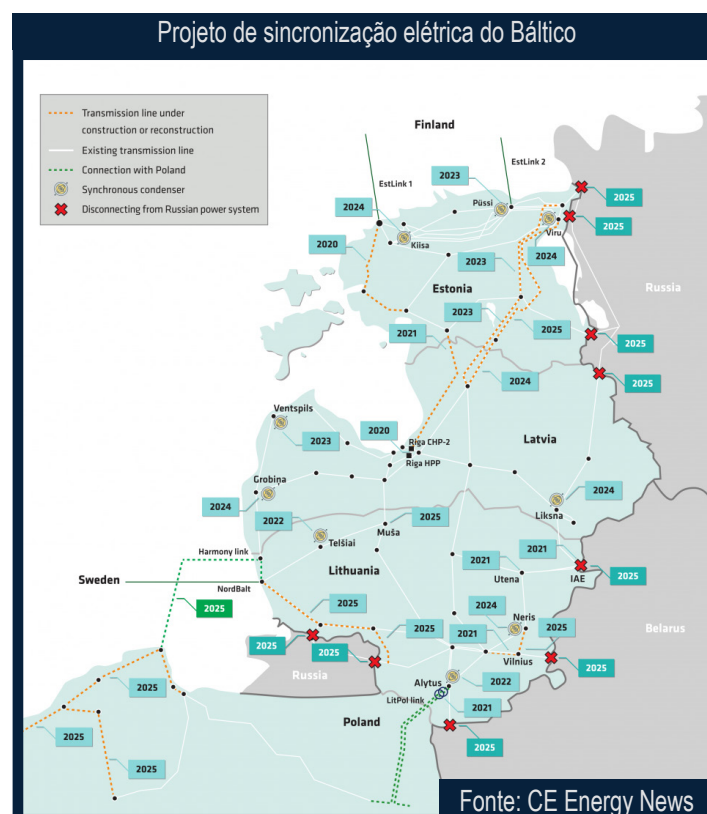 Projeto de sincronização elétrica do Báltico
Transmission line under
construction or reconstruction
Existing transmission line
Connection with Poland
Synchronous condenser
Disconnecting from Russian power system
Finland
EstLink 1
EstLink 2
2023
2025
Püssi
2024
2025
Kiisa
Viru
2020
2023
2024
Estonia
Russia
2023
2021
2025
2025
2025
2024
Ventspils
2020
Riga CHP-2
Latvia
2023
Riga HPP
Grobiņa
2024
2024
2022
2025
Liksna
Muša
Telšiai
Harmony link
2021
2021
Lithuania
Sweden
Utena
IAE
2025
NordBalt
2024
Neris
2025
2025
Belarus
2025
2021
2025
2025
2025
Vilnius
2025
Russia
Alytus
2022
2025
LitPol link
2021
Poland
2025
2025
2025
Fonte: CE Energy News